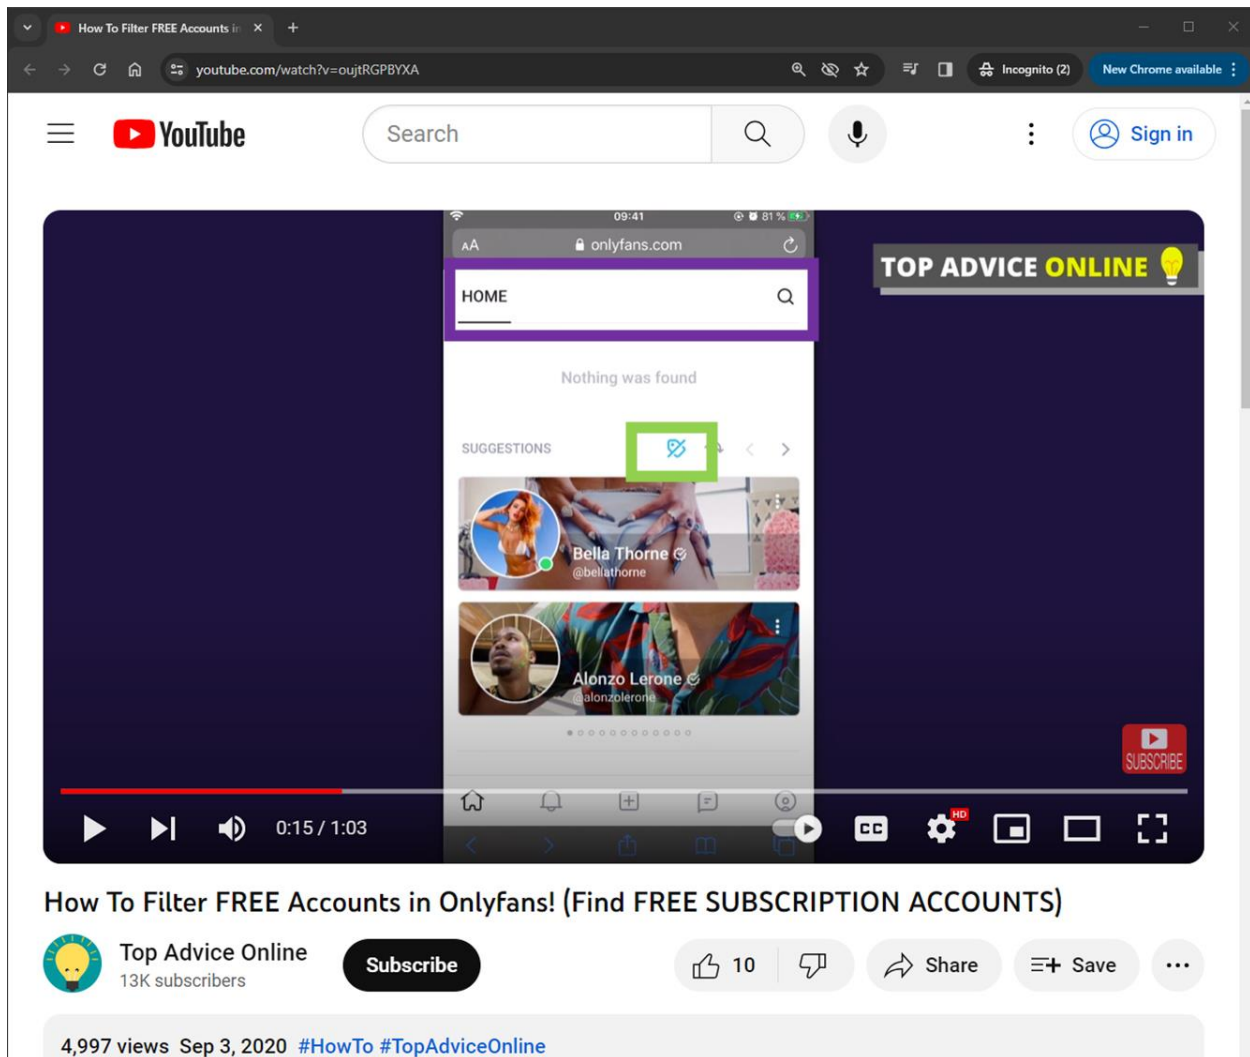 How To Filter FREE Accounts in
youtube.com/watch?v=oujtRGPBYXA
Incognito (2)
New Chrome available
YouTube
Search
Sign in
09:41
81 %
AA
onlyfans.com
TOP ADVICE ONLINE
HOME
Nothing was found
SUGGESTIONS
Bella Thorne
@bellathorne
Alonzo Lerone
@alonzolerone
SUBSCRIBE
0:15 / 1:03
CC
HD
How To Filter FREE Accounts in Onlyfans! (Find FREE SUBSCRIPTION ACCOUNTS)
Top Advice Online
13K subscribers
Subscribe
10
Share
Save
4,997 views Sep 3, 2020 #HowTo #TopAdviceOnline